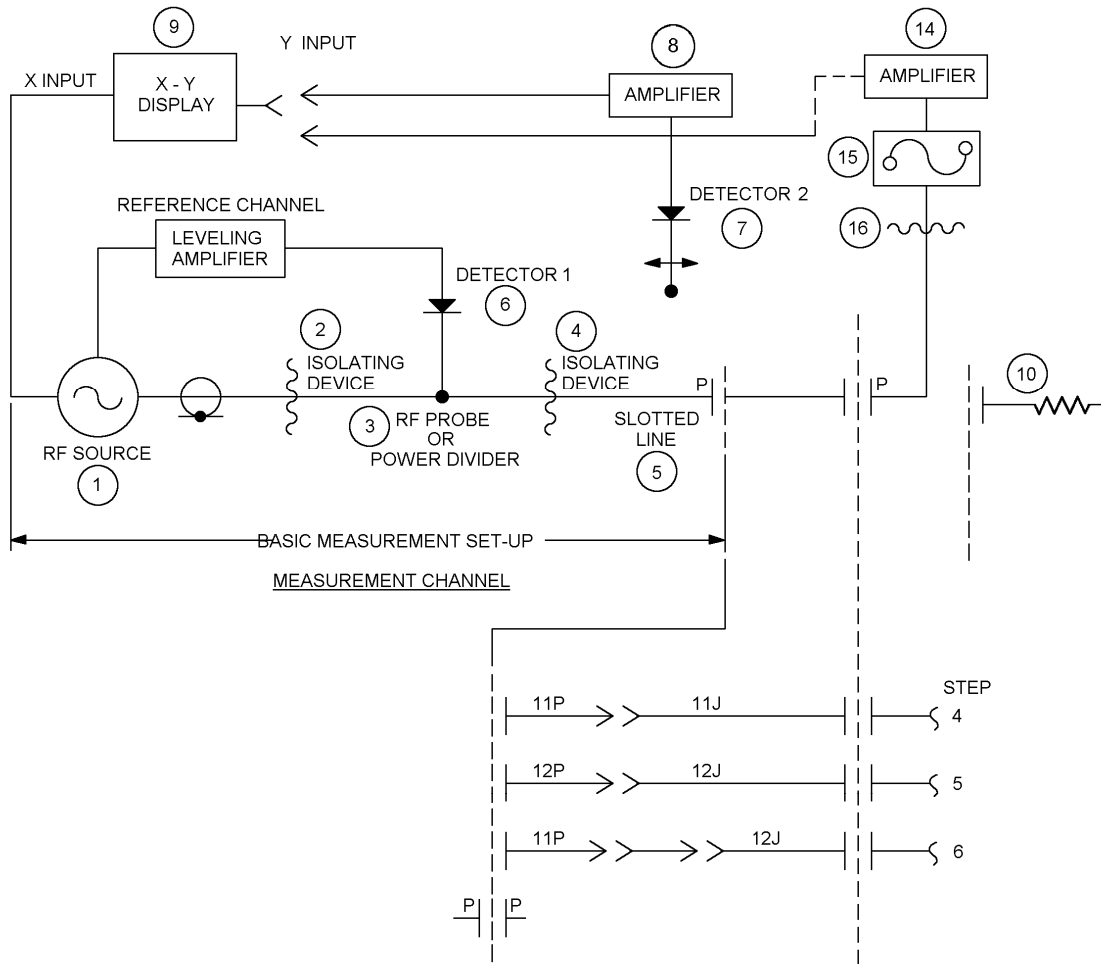 9
14
Y INPUT
8
X INPUT
X - Y
DISPLAY
AMPLIFIER
AMPLIFIER
15
REFERENCE CHANNEL
DETECTOR 2
LEVELING
AMPLIFIER
7
16
DETECTOR 1
6
2
4
ISOLATING
DEVICE
ISOLATING
DEVICE
P
P
10
3
RF PROBE
OR
POWER DIVIDER
SLOTTED
LINE
5
RF SOURCE
1
BASIC MEASUREMENT SET-UP
MEASUREMENT CHANNEL
STEP
11P 11J 4
12P 12J 5
11P 12J 6
P P